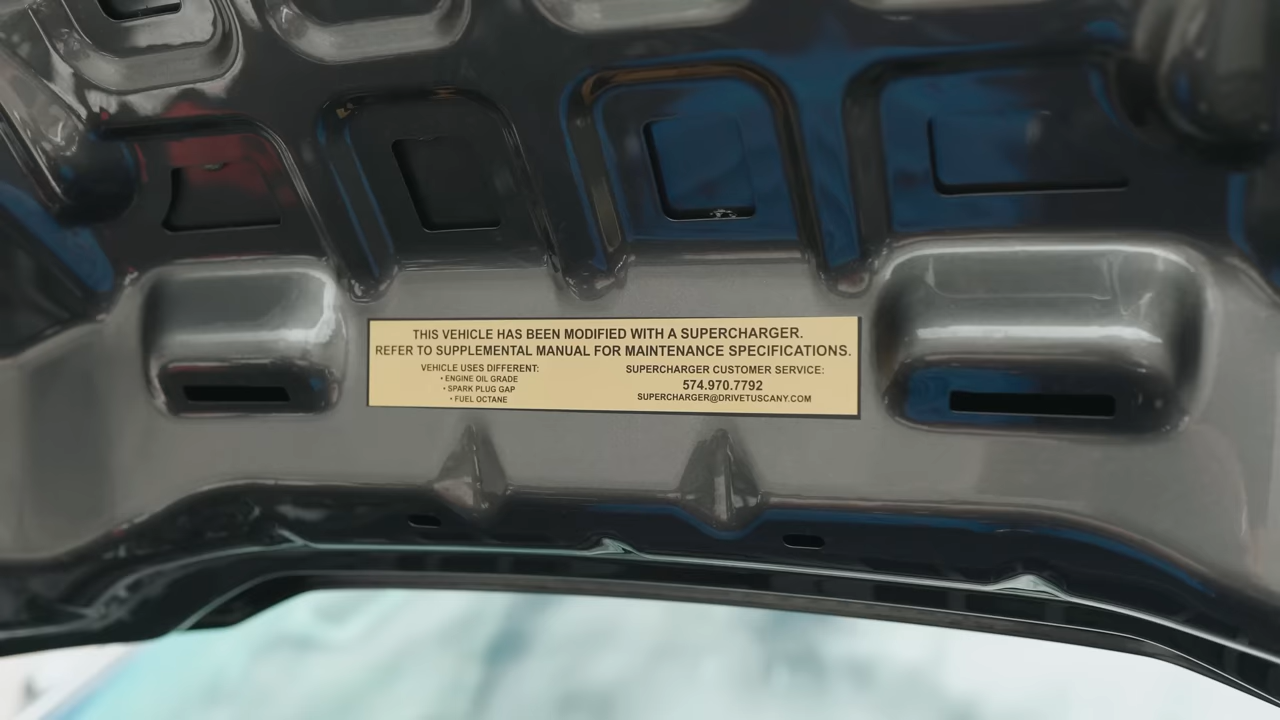 THIS VEHICLE HAS BEEN MODIFIED WITH A SUPERCHARGER.
REFER TO SUPPLEMENTAL MANUAL FOR MAINTENANCE SPECIFICATIONS.
VEHICLE USES DIFFERENT:
• ENGINE OIL GRADE
• SPARK PLUG GAP
• FUEL OCTANE
SUPERCHARGER CUSTOMER SERVICE:
574.970.7792
SUPERCHARGER@DRIVETUSCANY.COM